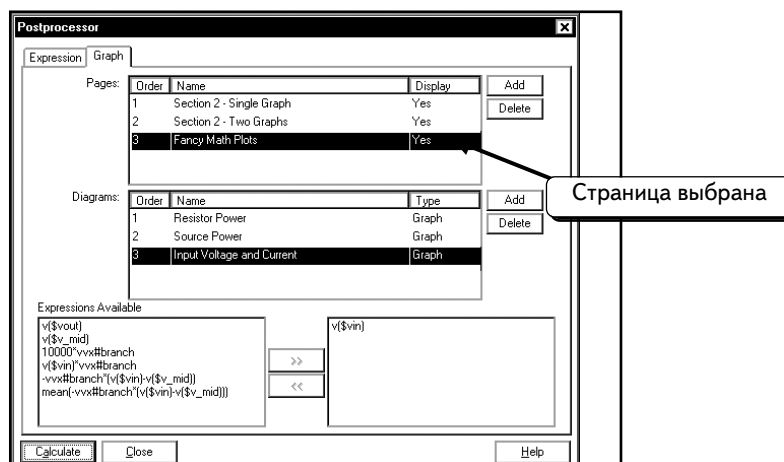 Postprocessor
Expression Graph
Pages:
Order Name Display
1 Section 2 - Single Graph Yes
2 Section 2 - Two Graphs Yes
3 Fancy Math Plots Yes
Add
Delete
Страница выбрана
Diagrams:
Order Name Type
1 Resistor Power Graph
2 Source Power Graph
3 Input Voltage and Current Graph
Add
Delete
Expressions Available
v($vout)
v($v_mid)
10000*vvx#branch
v($vin)*vvx#branch
-vvx#branch*(v($vin)-v($v_mid))
mean(-vvx#branch*(v($vin)-v($v_mid)))
>>
<<
v($vin)
Calculate Close Help